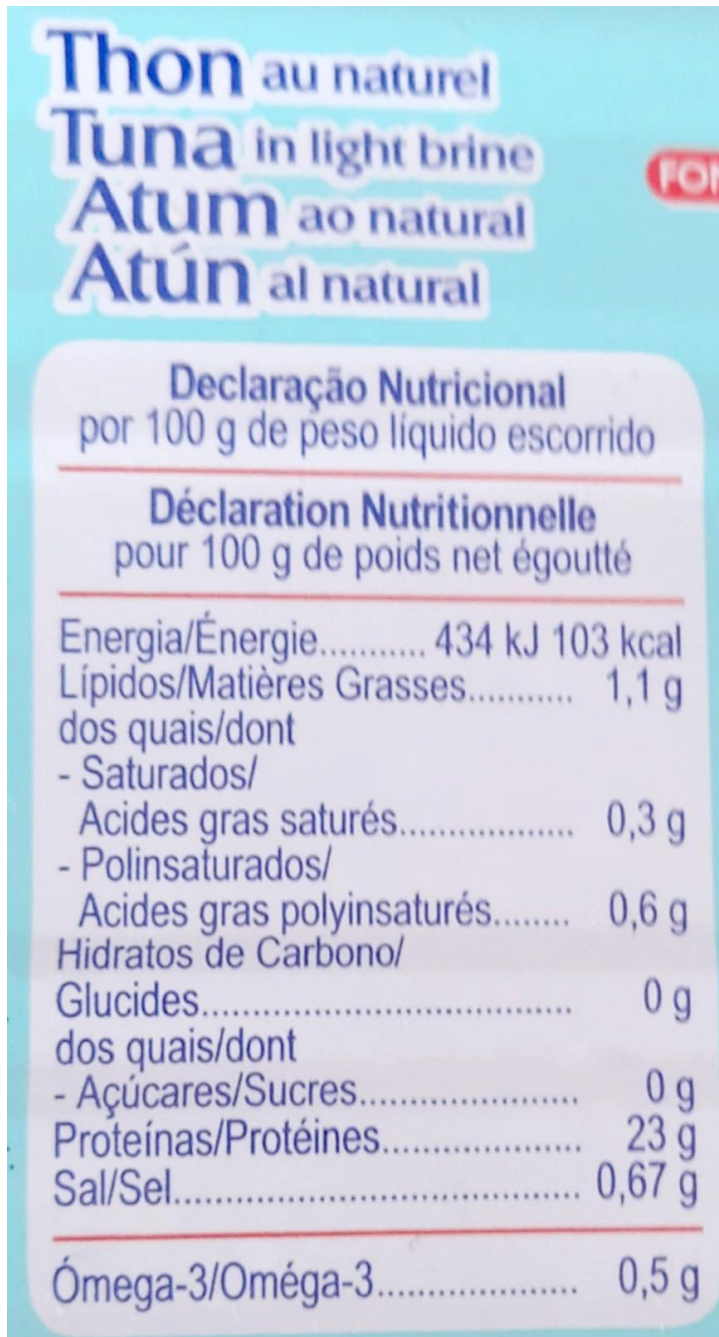 Thon au naturel
Tuna in light brine
Atum ao natural
Atún al natural
Declaração Nutricional
por 100 g de peso líquido escorrido
Déclaration Nutritionnelle
pour 100 g de poids net égoutté
Energia/Énergie........... 434 kJ 103 kcal
Lípidos/Matières Grasses........... 1,1 g
dos quais/dont
- Saturados/
Acides gras saturés.................. 0,3 g
- Polinsaturados/
Acides gras polyinsaturés........ 0,6 g
Hidratos de Carbono/
Glucides....................................... 0 g
dos quais/dont
- Açúcares/Sucres....................... 0 g
Proteínas/Protéines..................... 23 g
Sal/Sel.......................................... 0,67 g
Ómega-3/Oméga-3..................... 0,5 g